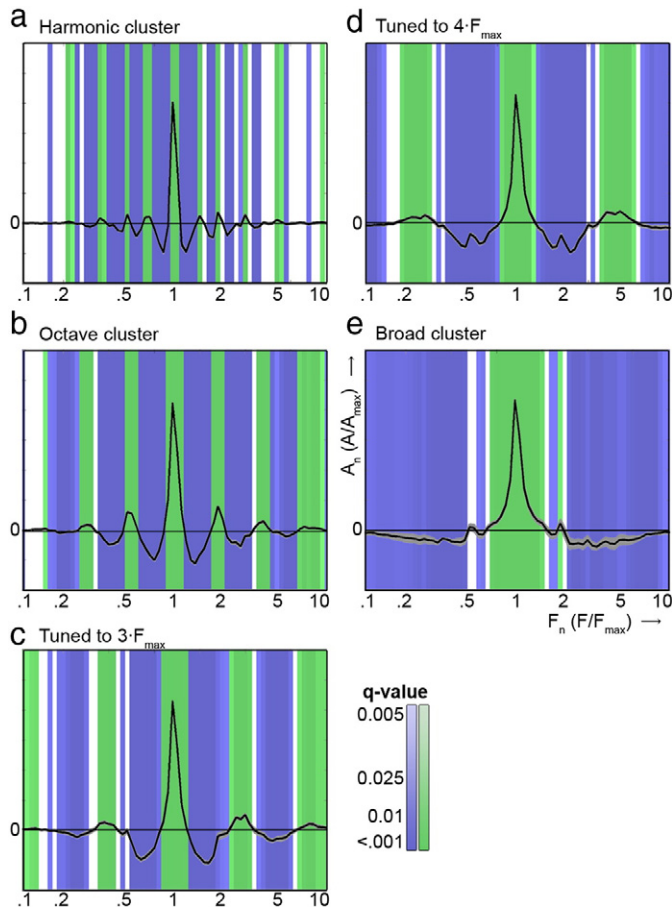 a Harmonic cluster
0
.1 .2 .5 1 2 5 10
b Octave cluster
0
.1 .2 .5 1 2 5 10
c Tuned to 3·Fmax
0
.1 .2 .5 1 2 5 10
d Tuned to 4·Fmax
0
.1 .2 .5 1 2 5 10
e Broad cluster
An (A/Amax) →
0
.1 .2 .5 1 2 5 10
Fn (F/Fmax) →
q-value
0.005
0.025
0.01
<.001